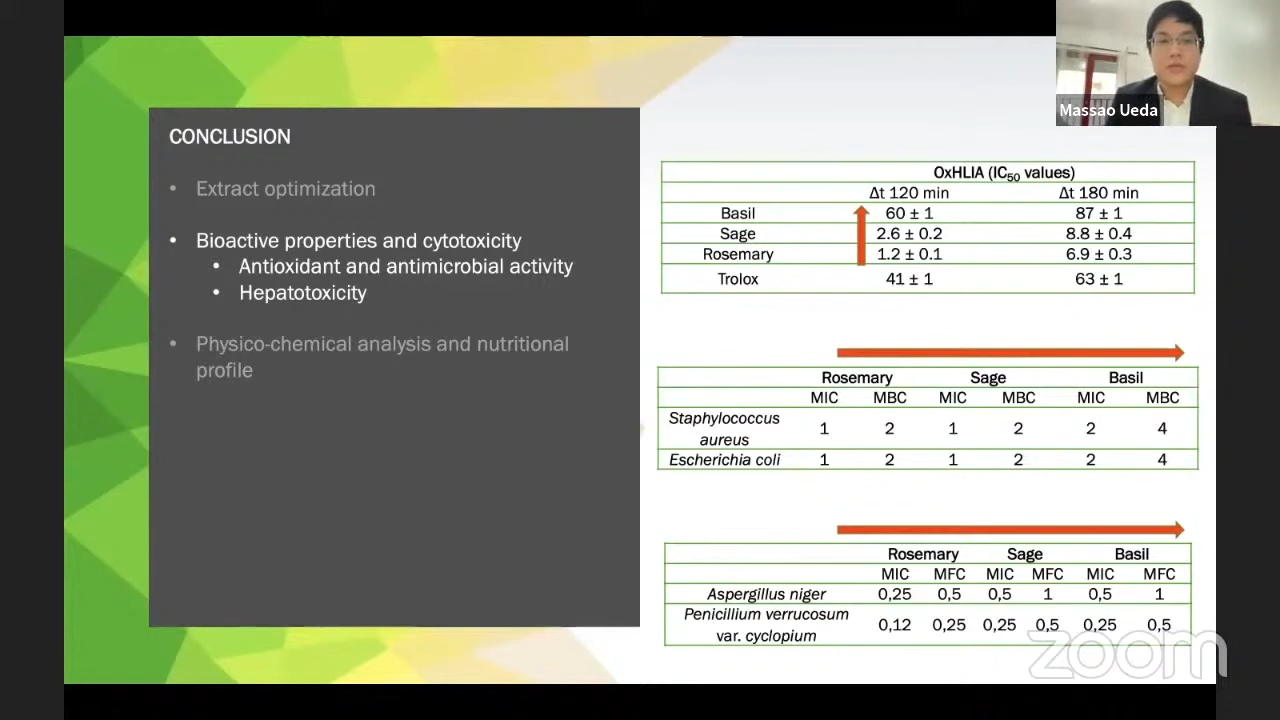 Massao Ueda
CONCLUSION
• Extract optimization
• Bioactive properties and cytotoxicity
• Antioxidant and antimicrobial activity
• Hepatotoxicity
• Physico-chemical analysis and nutritional
profile
OxHLIA (IC50 values)
Δt 120 min Δt 180 min
Basil 60 ± 1 87 ± 1
Sage 2.6 ± 0.2 8.8 ± 0.4
Rosemary 1.2 ± 0.1 6.9 ± 0.3
Trolox 41 ± 1 63 ± 1
Rosemary Sage Basil
MIC MBC MIC MBC MIC MBC
Staphylococcus
aureus 1 2 1 2 2 4
Escherichia coli 1 2 1 2 2 4
Rosemary Sage Basil
MIC MFC MIC MFC MIC MFC
Aspergillus niger 0,25 0,5 0,5 1 0,5 1
Penicillium verrucosum
var. cyclopium 0,12 0,25 0,25 0,5 0,25 0,5
zoom